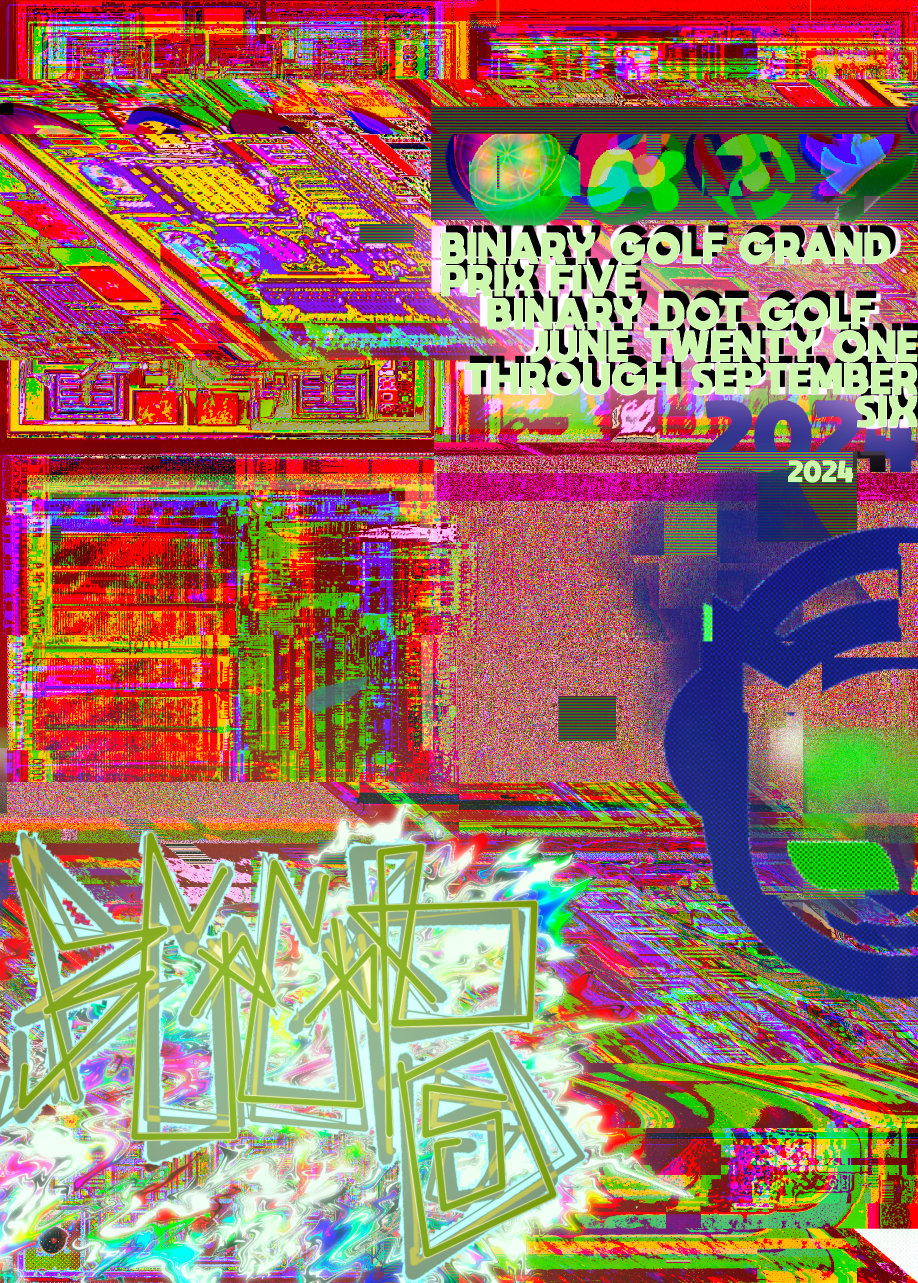 BINARY GOLF GRAND
PRIX FIVE
BINARY DOT GOLF
JUNE TWENTY ONE
THROUGH SEPTEMBER
SIX
2024
2024